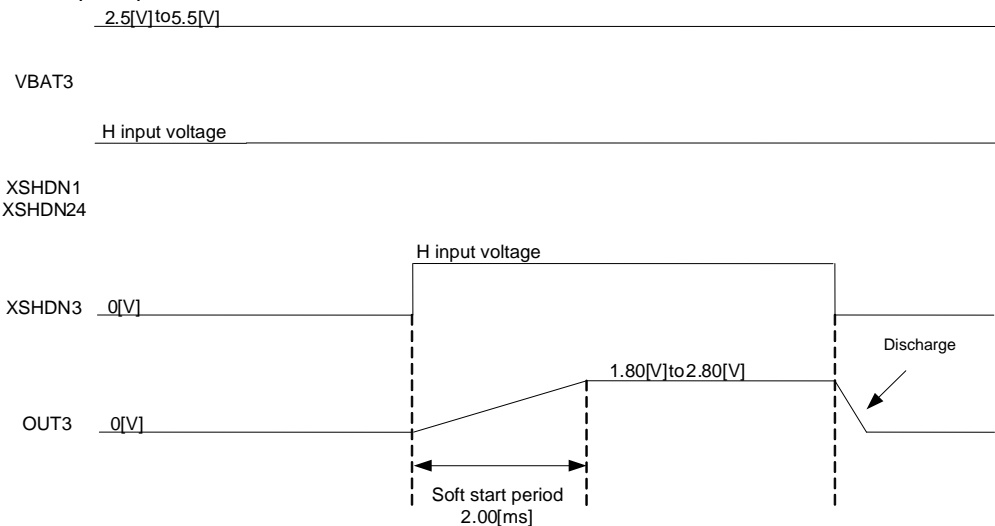 2.5[V]to5.5[V]
VBAT3
H input voltage
XSHDN1
XSHDN24
H input voltage
XSHDN3 0[V]
Discharge
1.80[V]to2.80[V]
OUT3 0[V]
Soft start period
2.00[ms]